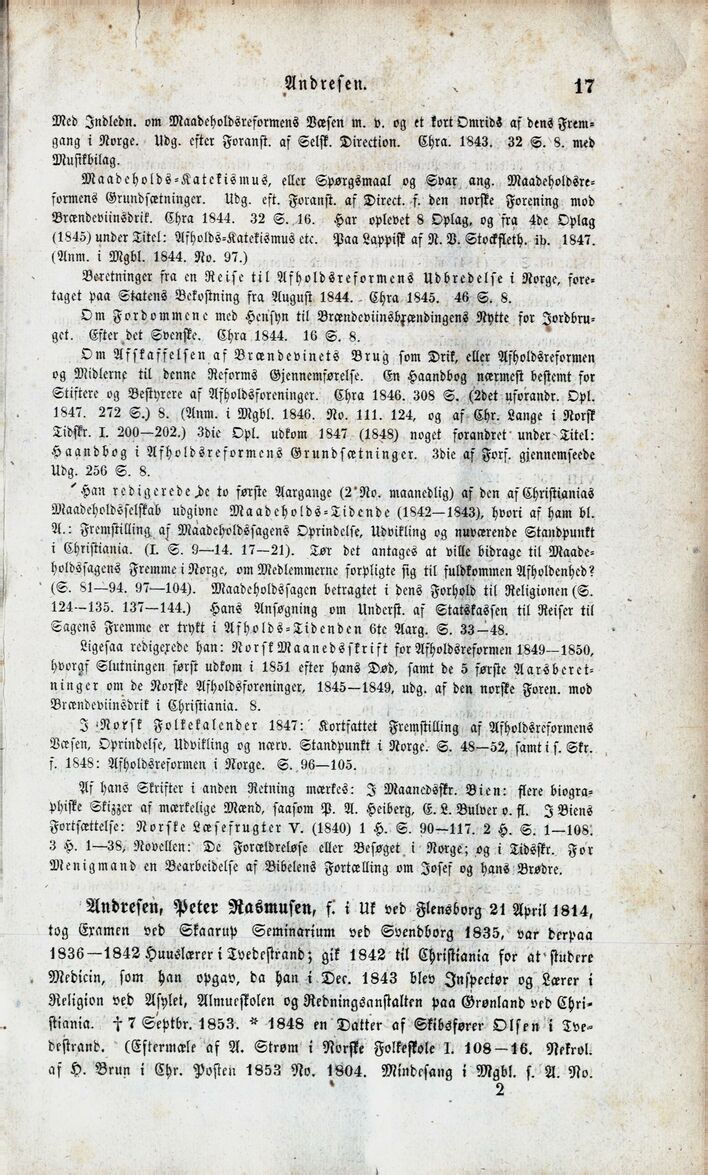 Andresen. 17
Med Indledn. om Maadeholdsreformens Væsen m. v. og et kort Omrids af dens Frem-
gang i Norge. Udg. efter Foranst. af Selsk. Direction. Chra. 1843. 32 S. 8. med
Musikbilag.
Maadeholds-Katekismus, eller Spørgsmaal og Svar ang. Maadeholdsre-
formens Grundsætninger. Udg. eft. Foranst. af Direct. f. den norske Forening mod
Brændeviinsdrik. Chra 1844. 32 S. 16. Har oplevet 8 Oplag, og fra 4de Oplag
(1845) under Titel: Afholds-Katekismus etc. Paa Lappisk af N. V. Stockfleth. ib. 1847.
(Anm. i Mgbl. 1844. No. 97.)
Beretninger fra en Reise til Afholdsreformens Udbredelse i Norge, fore-
taget paa Statens Bekostning fra August 1844. Chra 1845. 46 S. 8.
Om Fordommene med Hensyn til Brændeviinsbrændingens Nytte for Jordbru-
get. Efter det Svenske. Chra 1844. 16 S. 8.
Om Afskaffelsen af Brændevinets Brug som Drik, eller Afholdsreformen
og Midlerne til denne Reforms Gjennemførelse. En Haandbog nærmest bestemt for
Stiftere og Bestyrere af Afholdsforeninger. Chra 1846. 308 S. (2det uforandr. Opl.
1847. 272 S.) 8. (Anm. i Mgbl. 1846. No. 111. 124, og af Chr. Lange i Norsk
Tidskr. I. 200—202.) 3die Opl. udkom 1847 (1848) noget forandret under Titel:
Haandbog i Afholdsreformens Grundsætninger. 3die af Forf. gjennemseede
Udg. 256 S. 8.
Han redigerede de to første Aargange (2 No. maanedlig) af den af Christianias
Maadeholdsselskab udgivne Maadeholds-Tidende (1842—1843), hvori af ham bl.
A.: Fremstilling af Maadeholdssagens Oprindelse, Udvikling og nuværende Standpunkt
i Christiania. (I. S. 9—14. 17—21). Tør det antages at ville bidrage til Maade-
holdssagens Fremme i Norge, om Medlemmerne forpligte sig til fuldkommen Afholdenhed?
(S. 81—94. 97—104). Maadeholdssagen betragtet i dens Forhold til Religionen (S.
124—135. 137—144.) Hans Ansøgning om Underst. af Statskassen til Reiser til
Sagens Fremme er trykt i Afholds-Tidenden 6te Aarg. S. 33—48.
Ligesaa redigerede han: Norsk Maanedsskrift for Afholdsreformen 1849—1850,
hvoraf Slutningen først udkom i 1851 efter hans Død, samt de 5 første Aarsberet-
ninger om de Norske Afholdsforeninger, 1845—1849, udg. af den norske Foren. mod
Brændeviinsdrik i Christiania. 8.
I Norsk Folkekalender 1847: Kortfattet Fremstilling af Afholdsreformens
Væsen, Oprindelse, Udvikling og nærv. Standpunkt i Norge. S. 48—52, samt i s. Skr.
f. 1848: Afholdsreformen i Norge. S. 96—105.
Af hans Skrifter i anden Retning mærkes: I Maanedsskr. Bien: flere biogra-
phiske Skizzer af mærkelige Mænd, saasom P. A. Heiberg, E. L. Bulver o. fl. I Biens
Fortsættelse: Norske Læsefrugter V. (1840) 1 H. S. 90—117. 2 H. S. 1—108.
3 H. 1—38, Novellen: De Forældreløse eller Besøget i Norge; og i Tidsskr. For
Menigmand en Bearbeidelse af Bibelens Fortælling om Josef og hans Brødre.
Andresen, Peter Rasmusen, f. i Uk ved Flensborg 21 April 1814,
tog Examen ved Skaarup Seminarium ved Svendborg 1835, var derpaa
1836—1842 Huuslærer i Tvedestrand; gik 1842 til Christiania for at studere
Medicin, som han opgav, da han i Dec. 1843 blev Inspectør og Lærer i
Religion ved Asylet, Almueskolen og Redningsanstalten paa Grønland ved Chri-
stiania. † 7 Septbr. 1853. * 1848 en Datter af Skibsfører Olsen i Tve-
destrand. (Eftermæle af A. Strøm i Norske Folkeskole I. 108—16. Nekrol.
af H. Brun i Chr. Posten 1853 No. 1804. Mindesang i Mgbl. s. A. No.
2